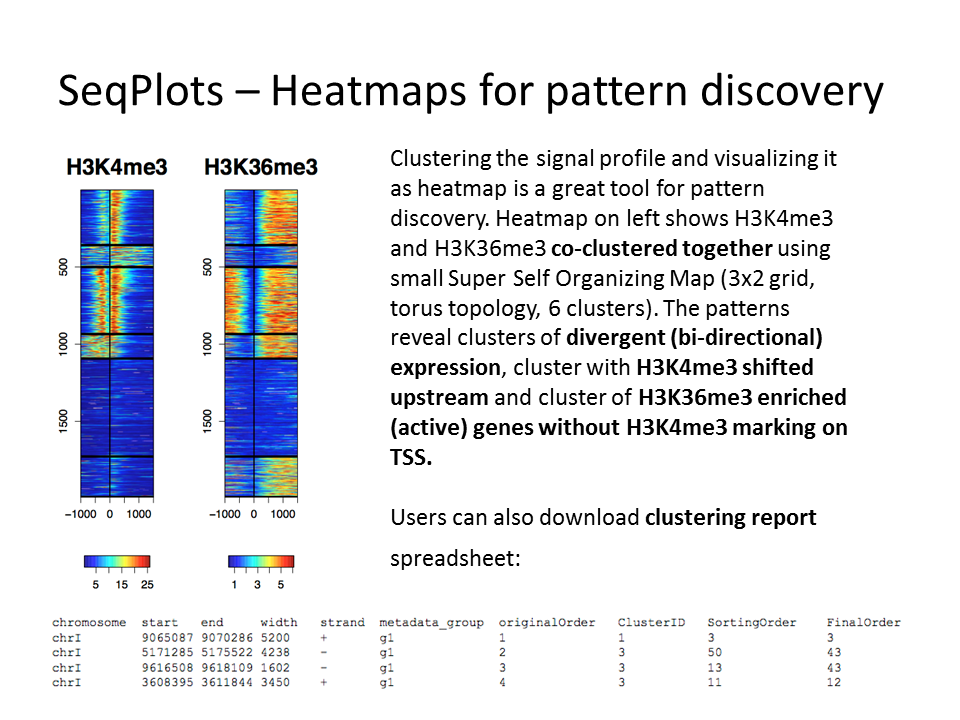 SeqPlots – Heatmaps for pattern discovery
H3K4me3 H3K36me3
500 1000 1500
500 1000 1500
−1000 0 1000
−1000 0 1000
5 15 25
1 3 5
Clustering the signal profile and visualizing it
as heatmap is a great tool for pattern
discovery. Heatmap on left shows H3K4me3
and H3K36me3 co-clustered together using
small Super Self Organizing Map (3x2 grid,
torus topology, 6 clusters). The patterns
reveal clusters of divergent (bi-directional)
expression, cluster with H3K4me3 shifted
upstream and cluster of H3K36me3 enriched
(active) genes without H3K4me3 marking on
TSS.
Users can also download clustering report
spreadsheet:
chromosome start end width strand metadata_group originalOrder ClusterID SortingOrder FinalOrder
chrI 9065087 9070286 5200 + g1 1 1 3 3
chrI 5171285 5175522 4238 - g1 2 3 50 43
chrI 9616508 9618109 1602 - g1 3 3 13 43
chrI 3608395 3611844 3450 + g1 4 3 11 12